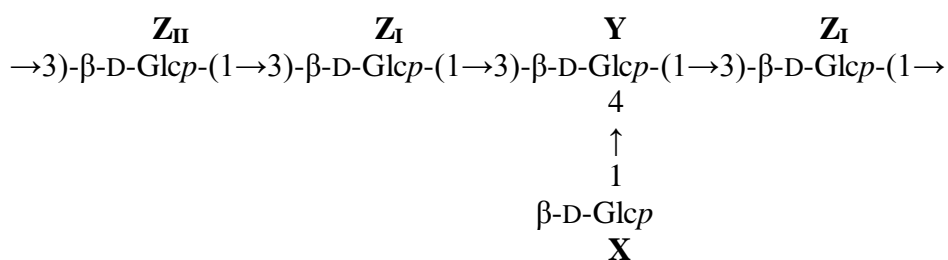 Z_II Z_I Y Z_I
→3)-β-D-Glcp-(1→3)-β-D-Glcp-(1→3)-β-D-Glcp-(1→3)-β-D-Glcp-(1→
4
↑
1
β-D-Glcp
X